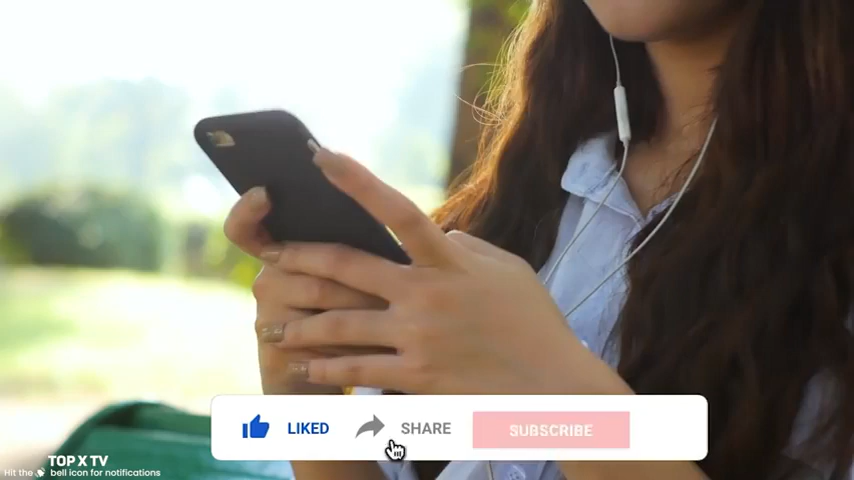 LIKED SHARE SUBSCRIBE
TOP X TV
Hit the bell icon for notifications